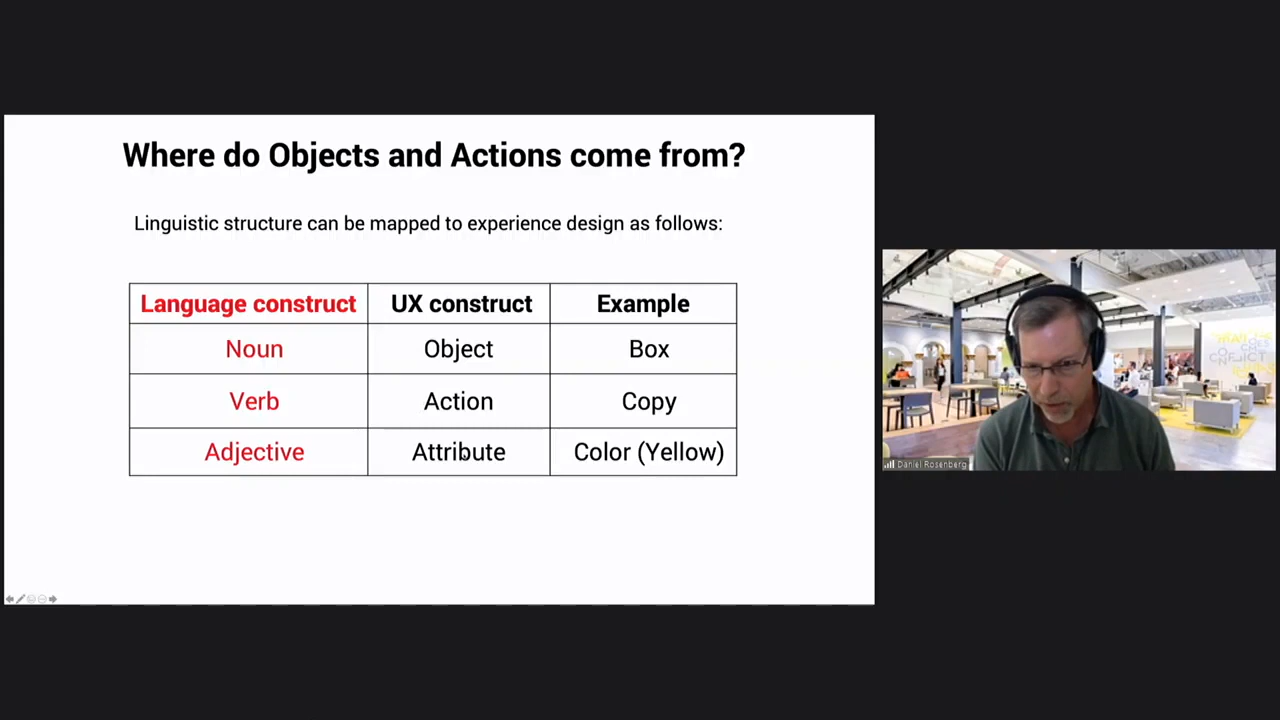 Where do Objects and Actions come from?
Linguistic structure can be mapped to experience design as follows:
Language construct UX construct Example
Noun Object Box
Verb Action Copy
Adjective Attribute Color (Yellow)
Daniel Rosenberg